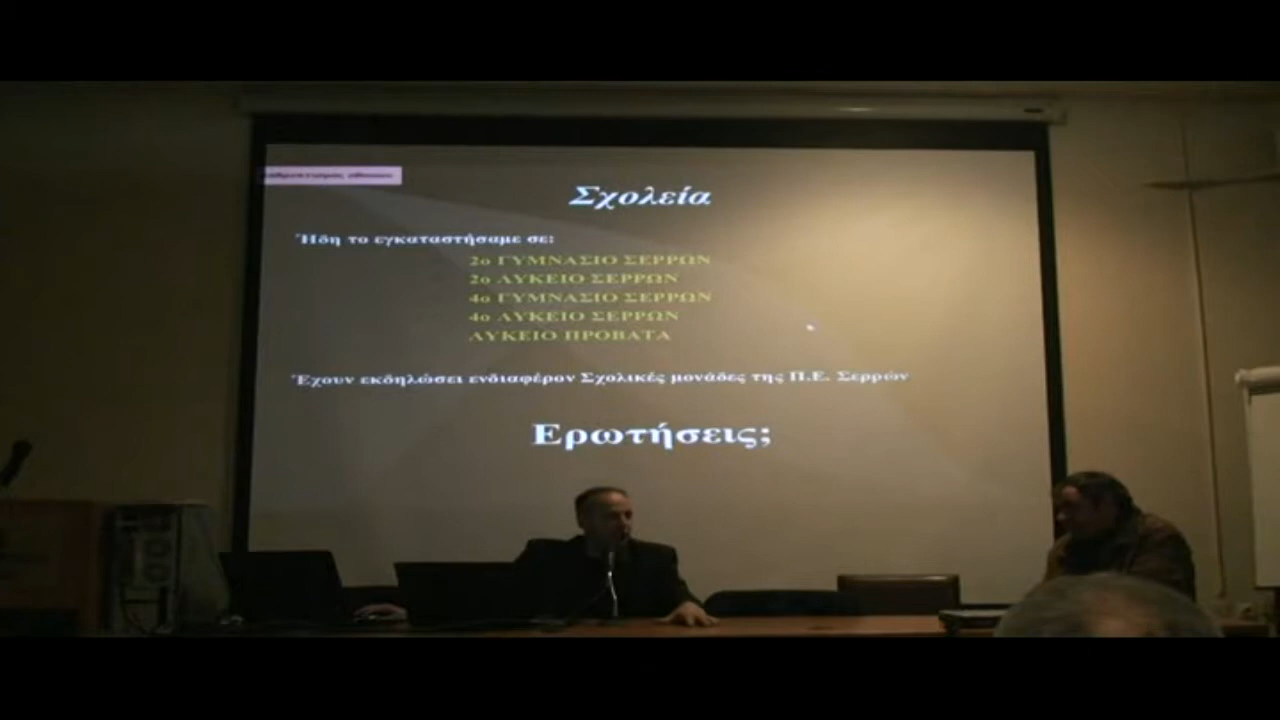 Σχολεία
Ήδη το εγκαταστήσαμε σε:
2ο ΓΥΜΝΑΣΙΟ ΣΕΡΡΩΝ
2ο ΛΥΚΕΙΟ ΣΕΡΡΩΝ
4ο ΓΥΜΝΑΣΙΟ ΣΕΡΡΩΝ
4ο ΛΥΚΕΙΟ ΣΕΡΡΩΝ
ΛΥΚΕΙΟ ΠΡΟΒΑΤΑ
Έχουν εκδηλώσει ενδιαφέρον Σχολικές μονάδες της Π.Ε. Σερρών
Ερωτήσεις;